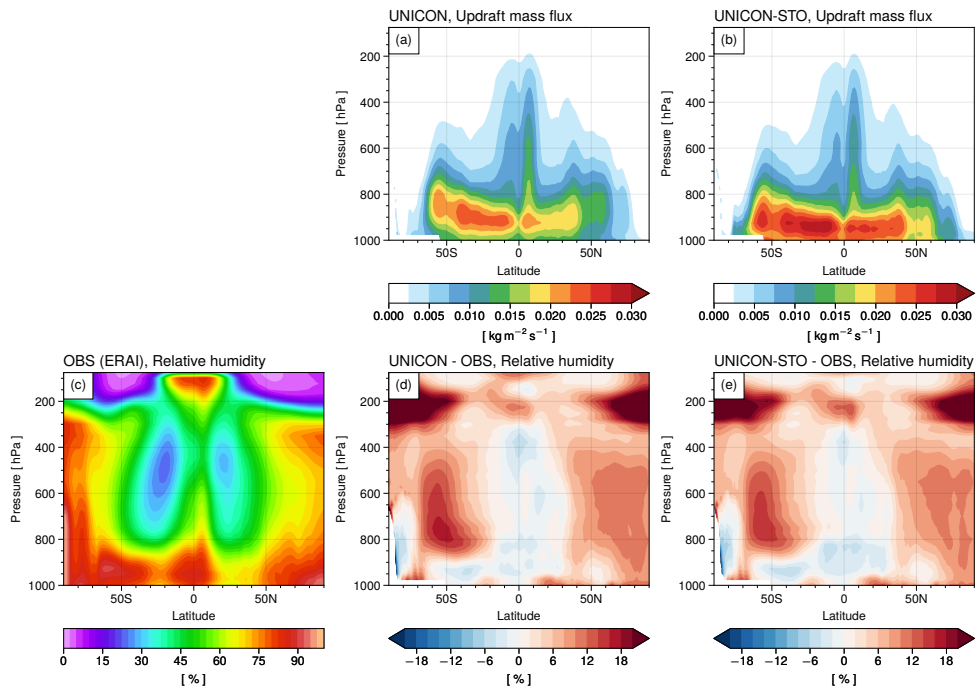 UNICON, Updraft mass flux
UNICON-STO, Updraft mass flux
(a)
(b)
200
400
600
800
1000
Pressure [ hPa]
200
400
600
800
1000
Pressure [ hPa]
50S
0
50N
50S
0
50N
Latitude
Latitude
0.000 0.005 0.010 0.015 0.020 0.025 0.030
0.000 0.005 0.010 0.015 0.020 0.025 0.030
[ kg m⁻² s⁻¹ ]
[ kg m⁻² s⁻¹ ]
OBS (ERAI), Relative humidity
UNICON - OBS, Relative humidity
UNICON-STO - OBS, Relative humidity
(c)
(d)
(e)
200
400
600
800
1000
Pressure [ hPa]
200
400
600
800
1000
Pressure [ hPa]
200
400
600
800
1000
Pressure [ hPa]
50S
0
50N
50S
0
50N
50S
0
50N
Latitude
Latitude
Latitude
0 15 30 45 60 75 90
−18 −12 −6 0 6 12 18
−18 −12 −6 0 6 12 18
[ % ]
[ % ]
[ % ]